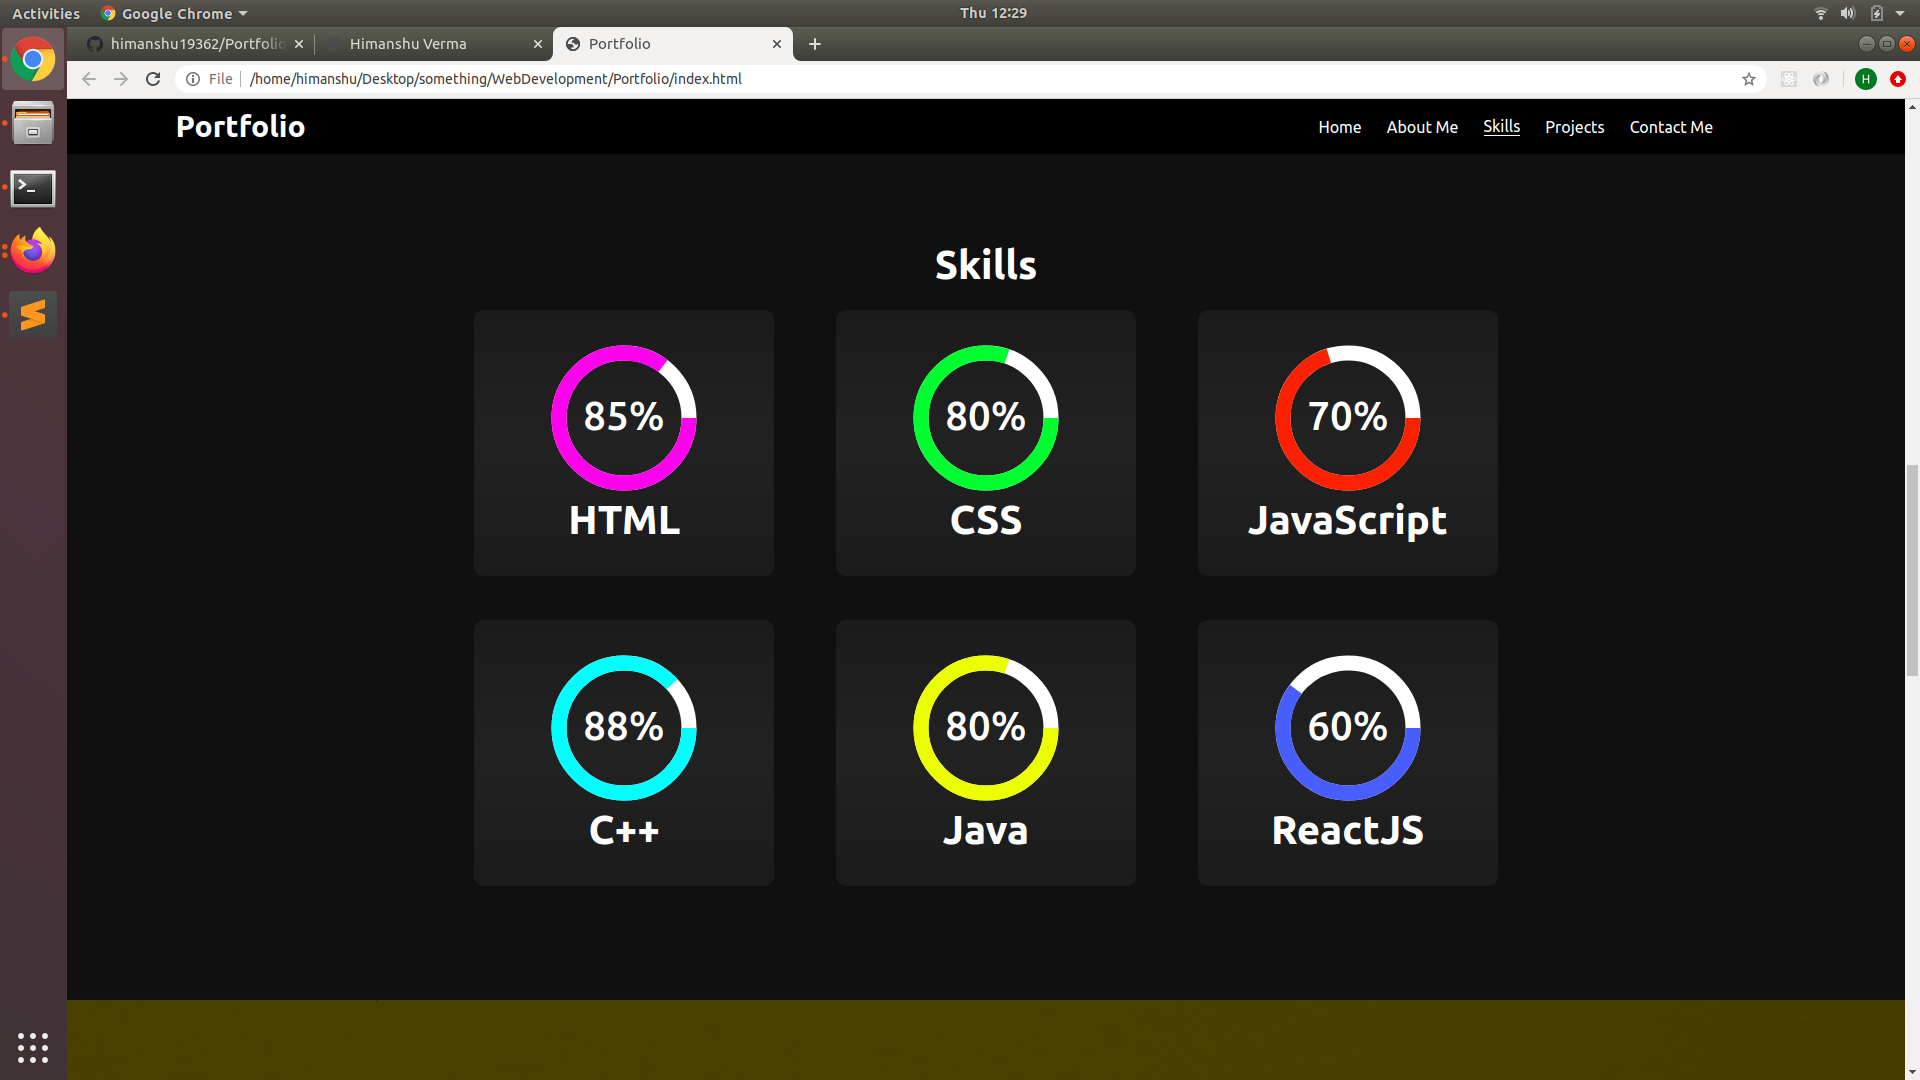 Activities Google Chrome Thu 12:29
himanshu19362/Portfolio Himanshu Verma Portfolio
File /home/himanshu/Desktop/something/WebDevelopment/Portfolio/index.html H
Portfolio Home About Me Skills Projects Contact Me
Skills
85% 80% 70%
HTML CSS JavaScript
88% 80% 60%
C++ Java ReactJS